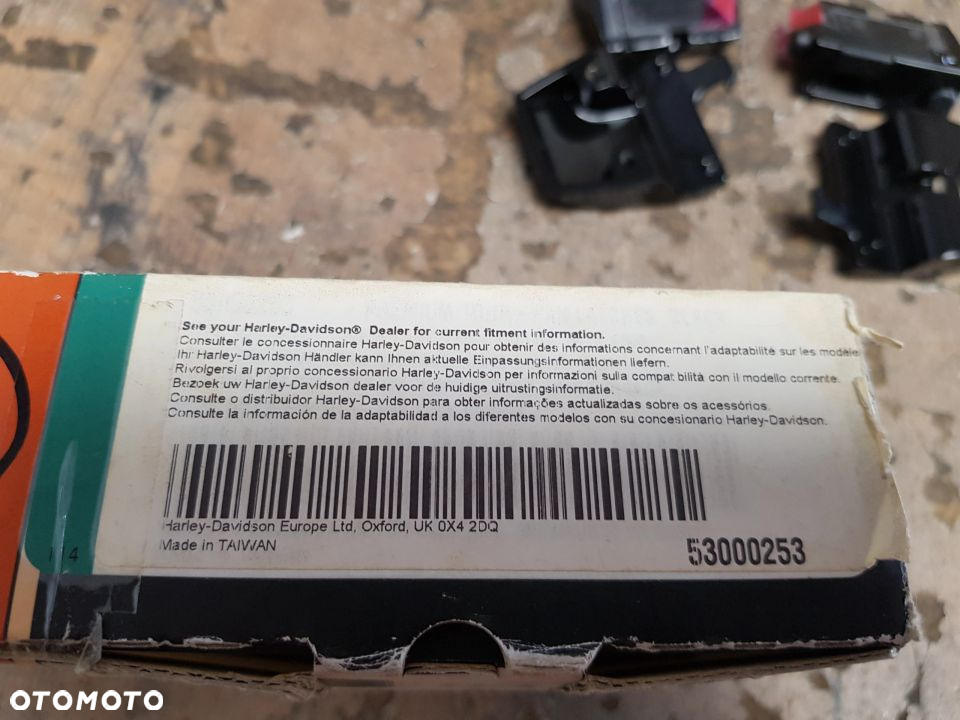 See your Harley-Davidson® Dealer for current fitment information.
Consulter le concessionnaire Harley-Davidson pour obtenir des informations concernant l'adaptabilité sur les modèle
Ihr Harley-Davidson Händler kann Ihnen aktuelle Einpassungsinformationen liefern.
Rivolgersi al proprio concessionario Harley-Davidson per informazioni sulla compatibilità con il modello corrente.
Bezoek uw Harley-Davidson dealer voor de huidige uitrustingsinformatie.
Consulte o distribuidor Harley-Davidson para obter informações actualizadas sobre os acessórios.
Consulte la información de la adaptabilidad a los diferentes modelos con su concesionario Harley-Davidson.
Harley-Davidson Europe Ltd, Oxford, UK 0X4 2DQ
Made in TAIWAN
53000253
OTOMOTO